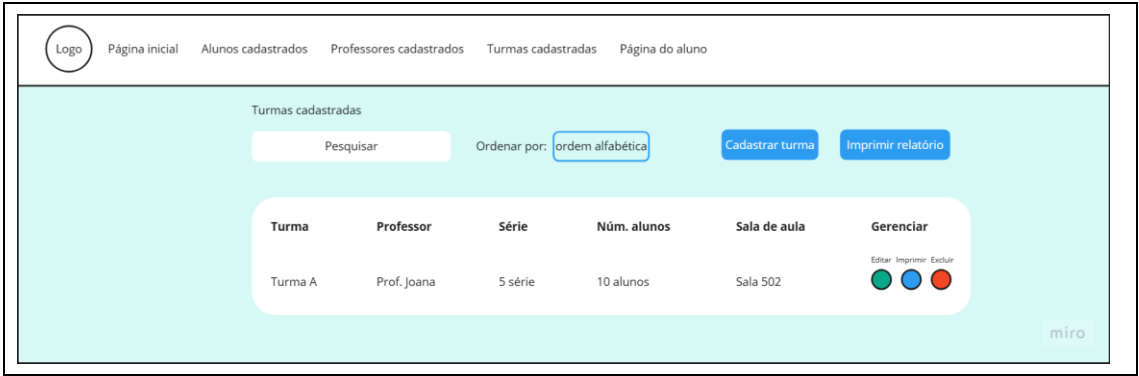 Logo Página inicial Alunos cadastrados Professores cadastrados Turmas cadastradas Página do aluno
Turmas cadastradas
Pesquisar Ordenar por: ordem alfabética Cadastrar turma Imprimir relatório
Turma Professor Série Núm. alunos Sala de aula Gerenciar
Editar Imprimir Excluir
Turma A Prof. Joana 5 série 10 alunos Sala 502
miro